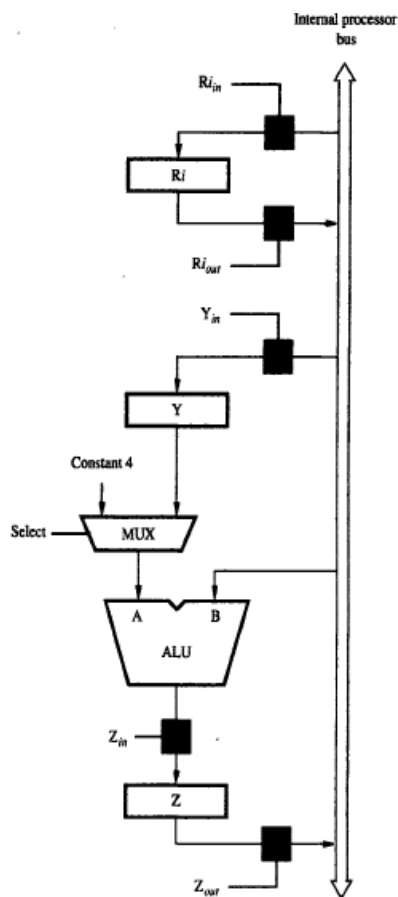 Internal processor
bus
Ri_in
Ri
Ri_out
Y_in
Y
Constant 4
Select
MUX
A B
ALU
Z_in
Z
Z_out